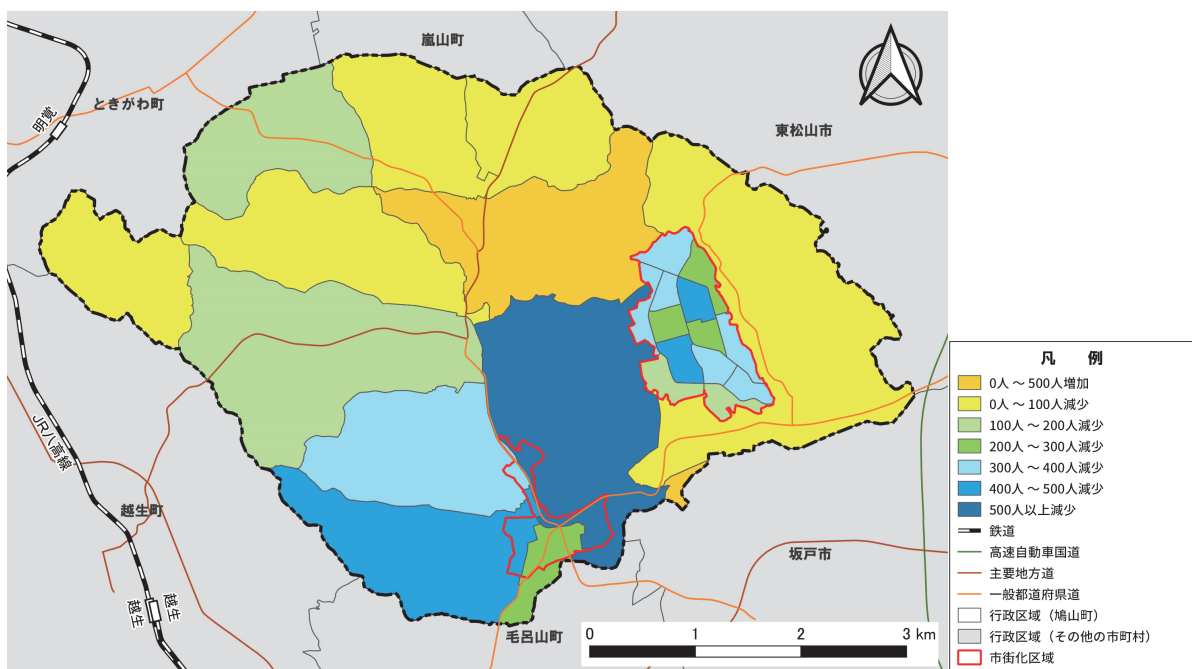 嵐山町
ときがわ町
明覚
東松山市
JR八高線
越生町
越生
越生
毛呂山町
坂戸市
0 1 2 3 km
凡 例
0人 ~ 500人増加
0人 ~ 100人減少
100人 ~ 200人減少
200人 ~ 300人減少
300人 ~ 400人減少
400人 ~ 500人減少
500人以上減少
鉄道
高速自動車国道
主要地方道
一般都道府県道
行政区域（鳩山町）
行政区域（その他の市町村）
市街化区域